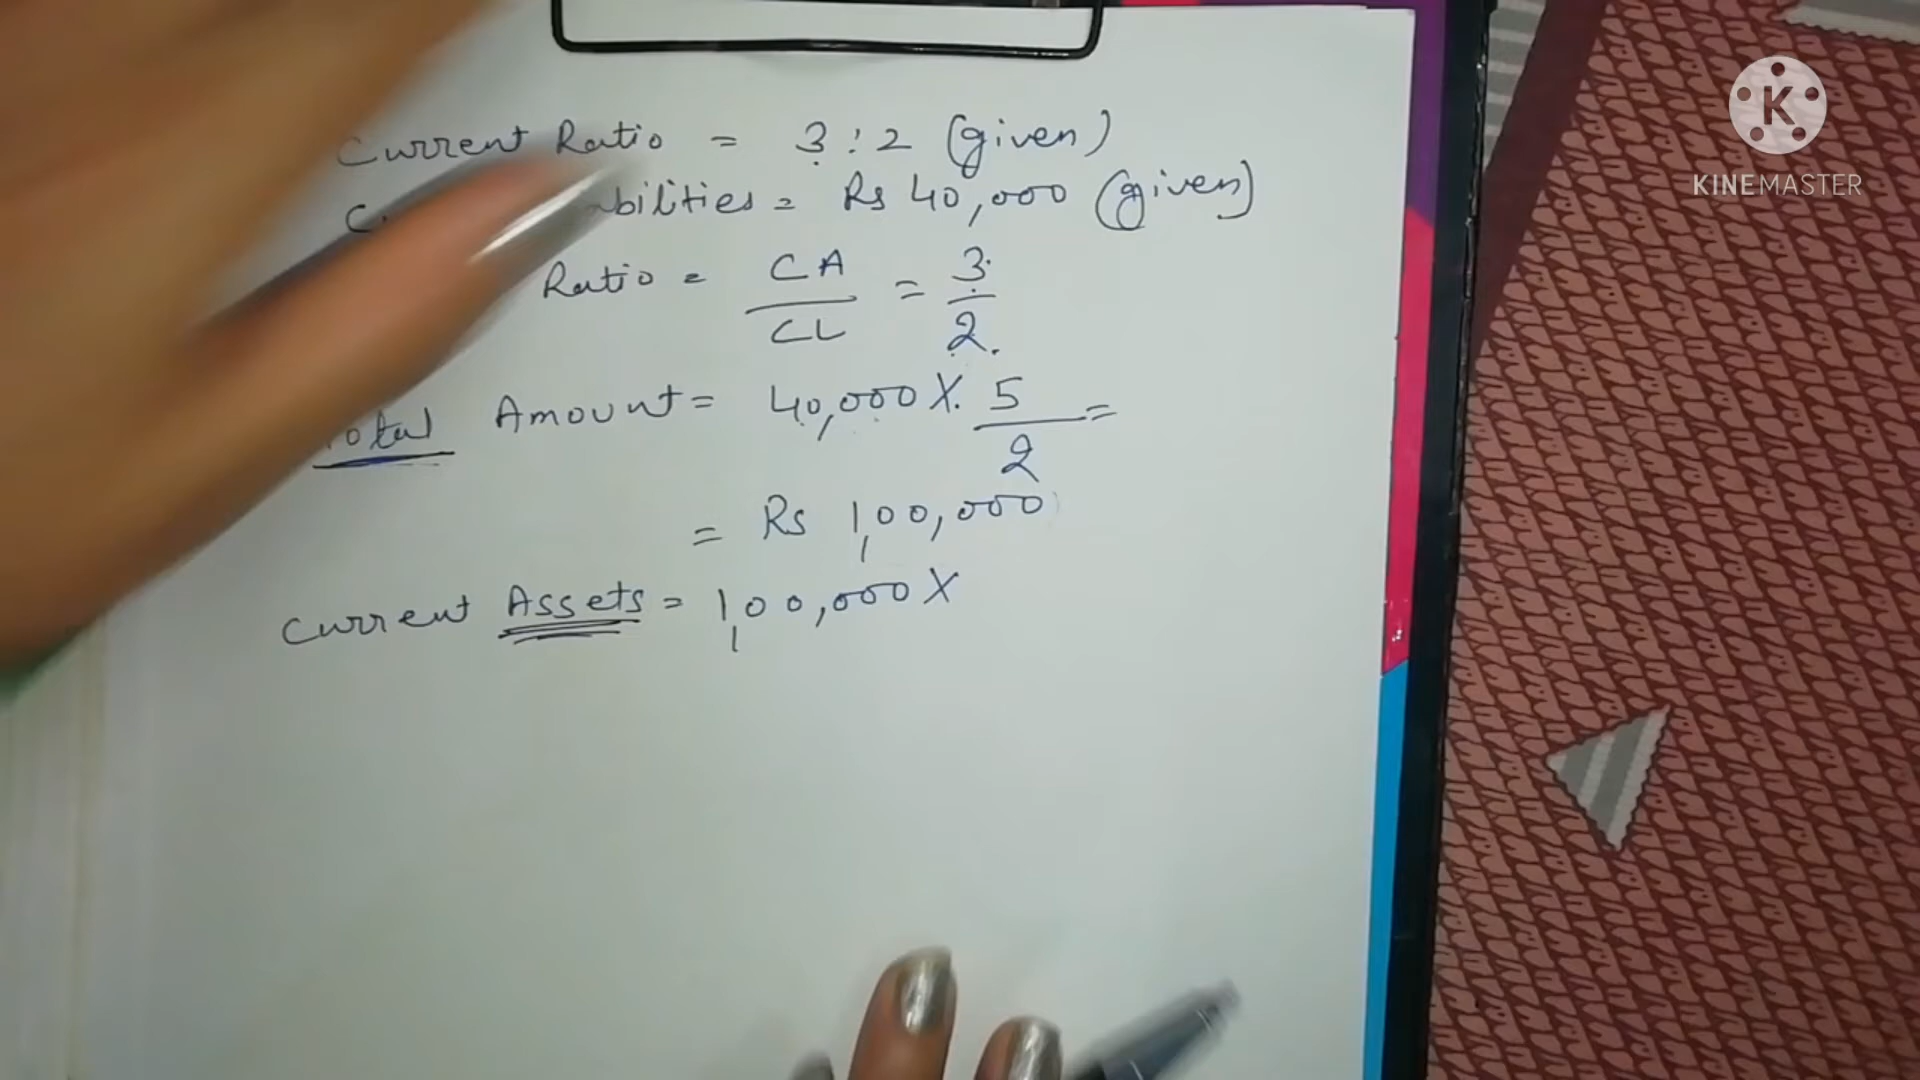 Current Ratio = 3:2 (given)
= Rs 40,000 (given)
Ratio = CA/CL = 3/2
Amount = 40,000 X 5/2 =
= Rs 1,00,000
Current Assets = 1,00,000 X
K
KINEMASTER